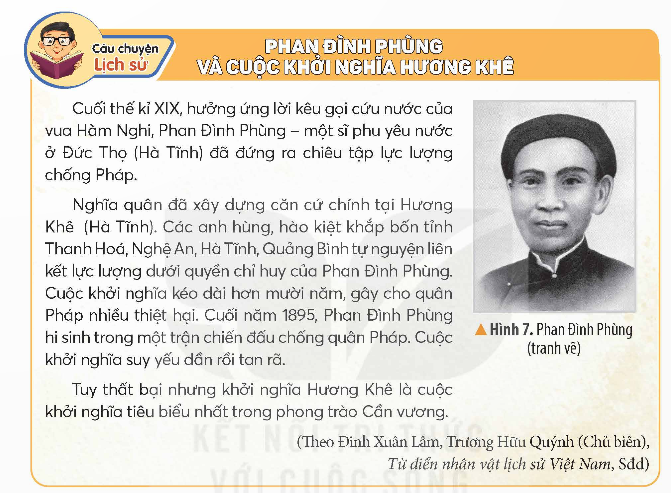 Câu chuyện
Lịch sử
PHAN ĐÌNH PHÙNG
VÀ CUỘC KHỞI NGHĨA HƯƠNG KHÊ
Cuối thế kỉ XIX, hưởng ứng lời kêu gọi cứu nước của
vua Hàm Nghi, Phan Đình Phùng – một sĩ phu yêu nước
ở Đức Thọ (Hà Tĩnh) đã đứng ra chiêu tập lực lượng
chống Pháp.
Nghĩa quân đã xây dựng căn cứ chính tại Hương
Khê (Hà Tĩnh). Các anh hùng, hào kiệt khắp bốn tỉnh
Thanh Hoá, Nghệ An, Hà Tĩnh, Quảng Bình tự nguyện liên
kết lực lượng dưới quyền chỉ huy của Phan Đình Phùng.
Cuộc khởi nghĩa kéo dài hơn mười năm, gây cho quân
Pháp nhiều thiệt hại. Cuối năm 1895, Phan Đình Phùng
hi sinh trong một trận chiến đấu chống quân Pháp. Cuộc
khởi nghĩa suy yếu dần rồi tan rã.
Tuy thất bại nhưng khởi nghĩa Hương Khê là cuộc
khởi nghĩa tiêu biểu nhất trong phong trào Cần vương.
▲Hình 7. Phan Đình Phùng
(tranh vẽ)
(Theo Đinh Xuân Lâm, Trương Hữu Quýnh (Chủ biên),
Từ điển nhân vật lịch sử Việt Nam, Sđd)
KẾT NỐI TRI THỨC
VỚI CUỘC SỐNG